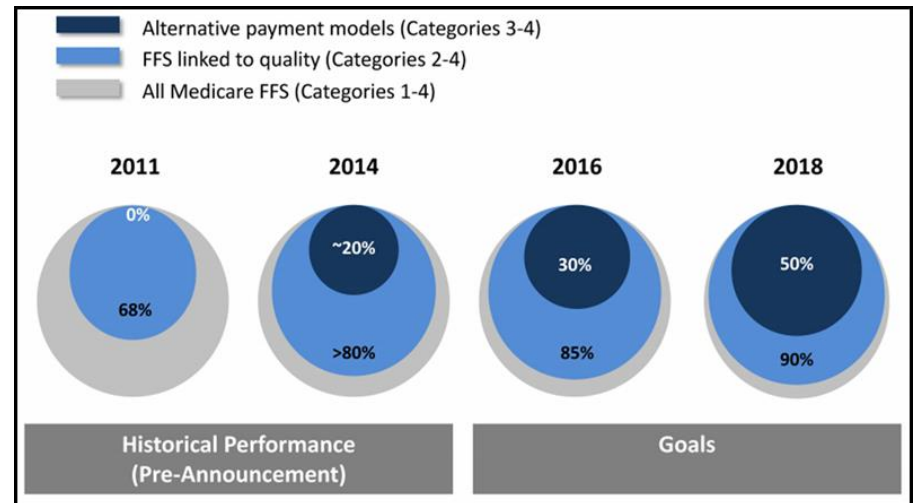 Alternative payment models (Categories 3-4)
FFS linked to quality (Categories 2-4)
All Medicare FFS (Categories 1-4)
2011
2014
2016
2018
0%
68%
~20%
>80%
30%
85%
50%
90%
Historical Performance
(Pre-Announcement)
Goals